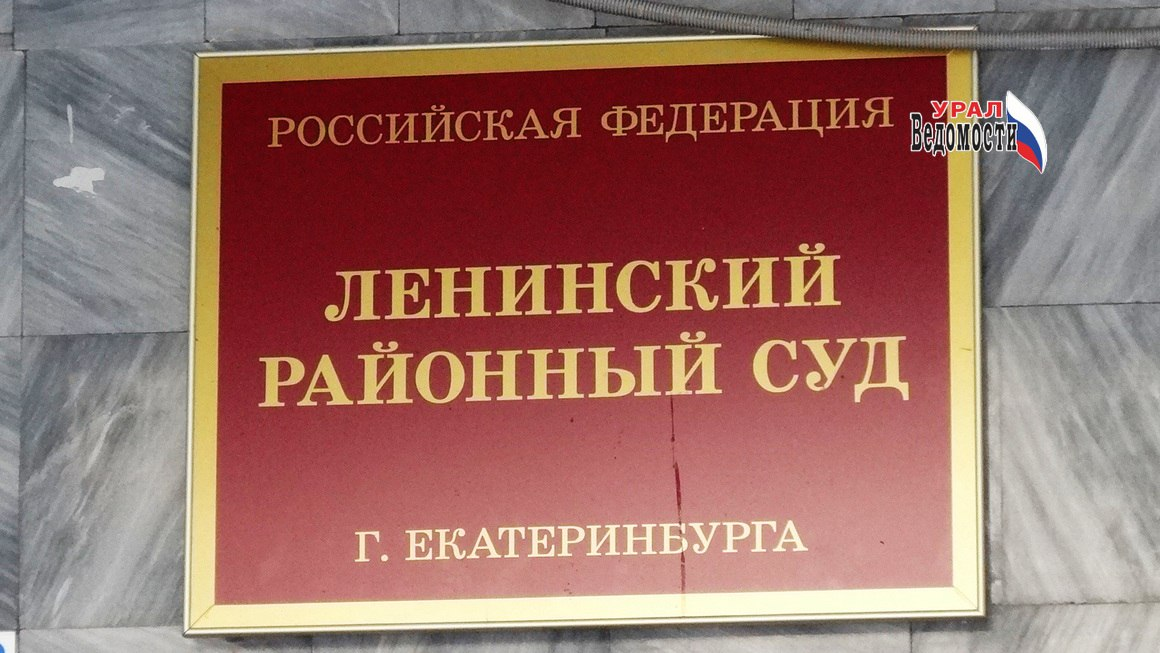 РОССИЙСКАЯ ФЕДЕРАЦИЯ
УРАЛ
Ведомости
ЛЕНИНСКИЙ
РАЙОННЫЙ СУД
Г. ЕКАТЕРИНБУРГА